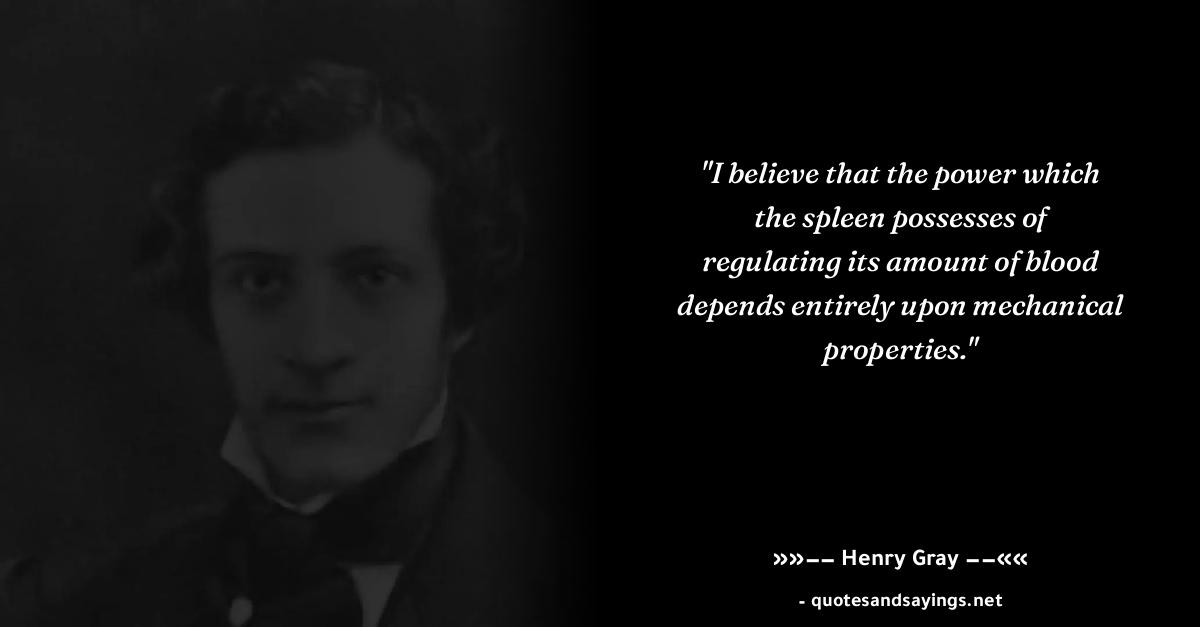 "I believe that the power which
the spleen possesses of
regulating its amount of blood
depends entirely upon mechanical
properties."
»»−− Henry Gray −−««
- quotesandsayings.net